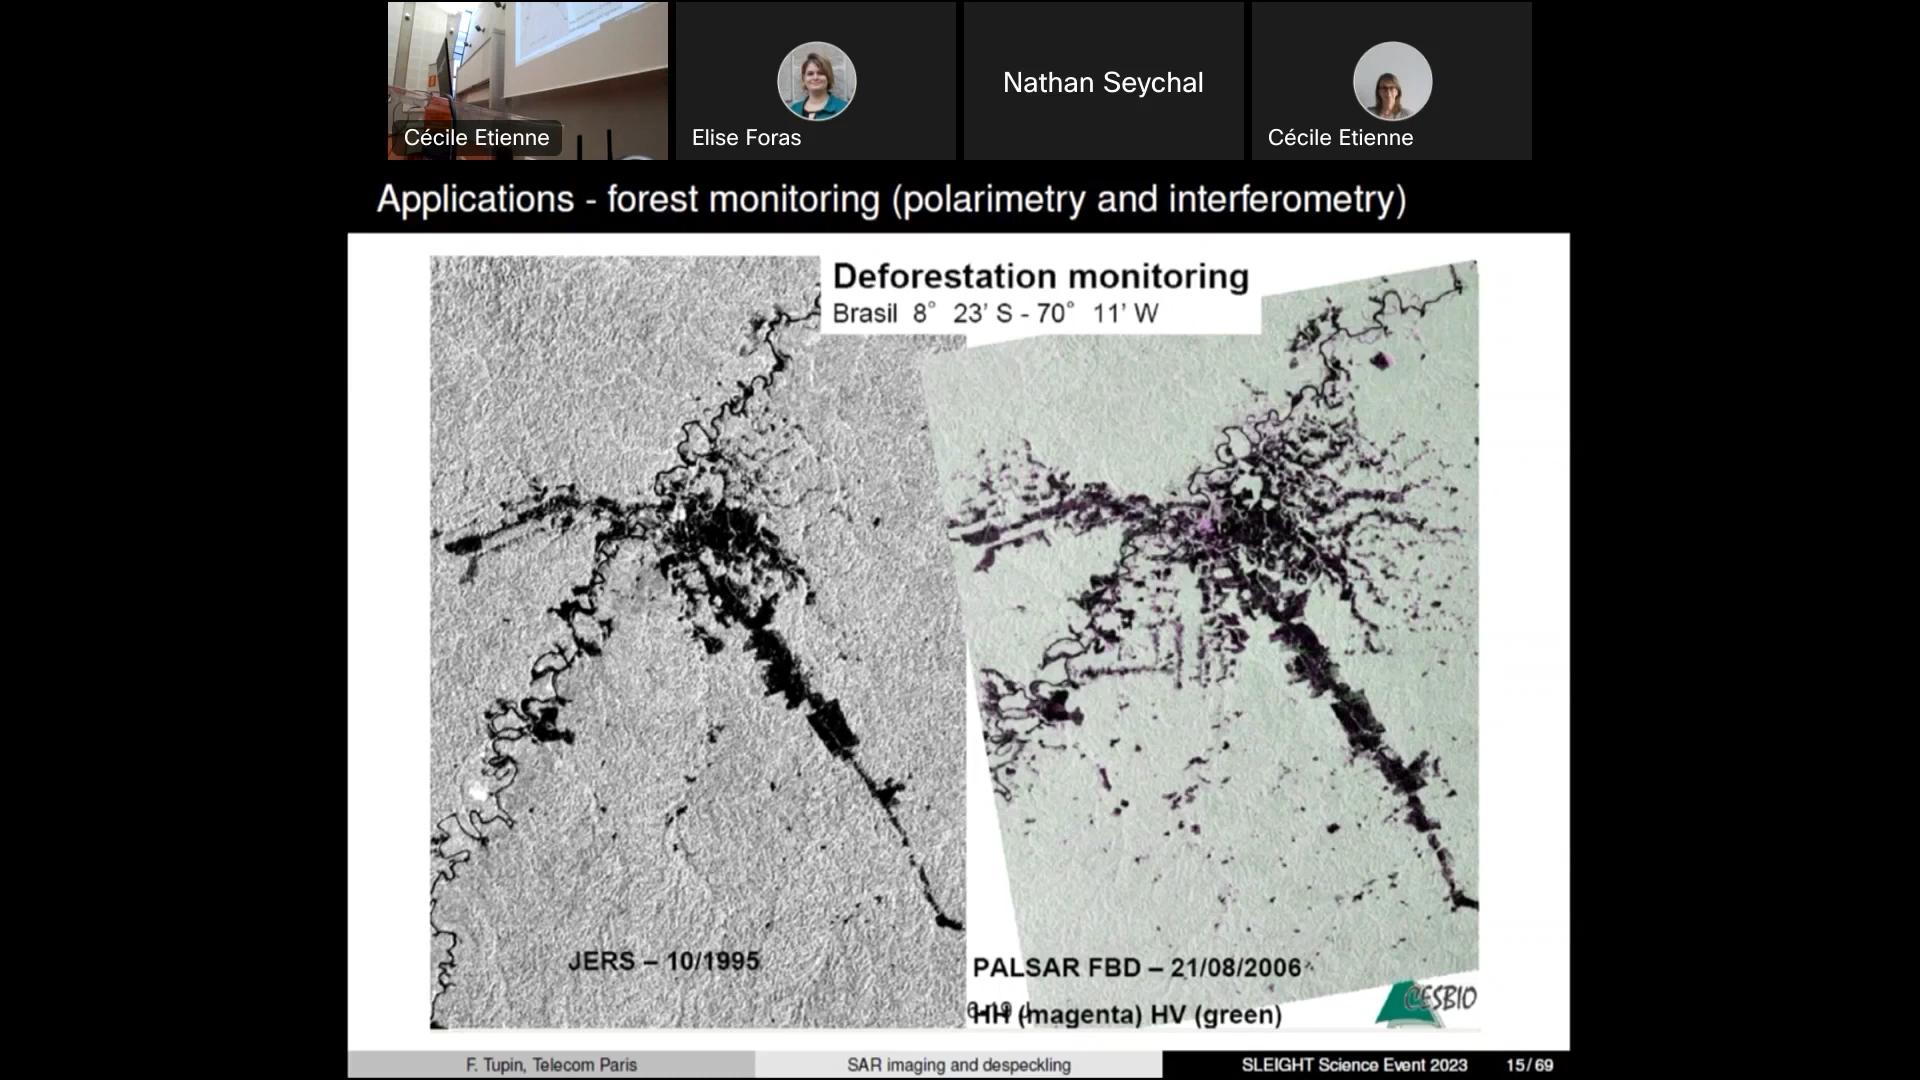 Cécile Etienne
Elise Foras
Nathan Seychal
Cécile Etienne
Applications - forest monitoring (polarimetry and interferometry)
Deforestation monitoring
Brasil 8° 23' S - 70° 11' W
JERS – 10/1995
PALSAR FBD – 21/08/2006
HH (magenta) HV (green)
CESBIO
F. Tupin, Telecom Paris
SAR imaging and despeckling
SLEIGHT Science Event 2023
15/69